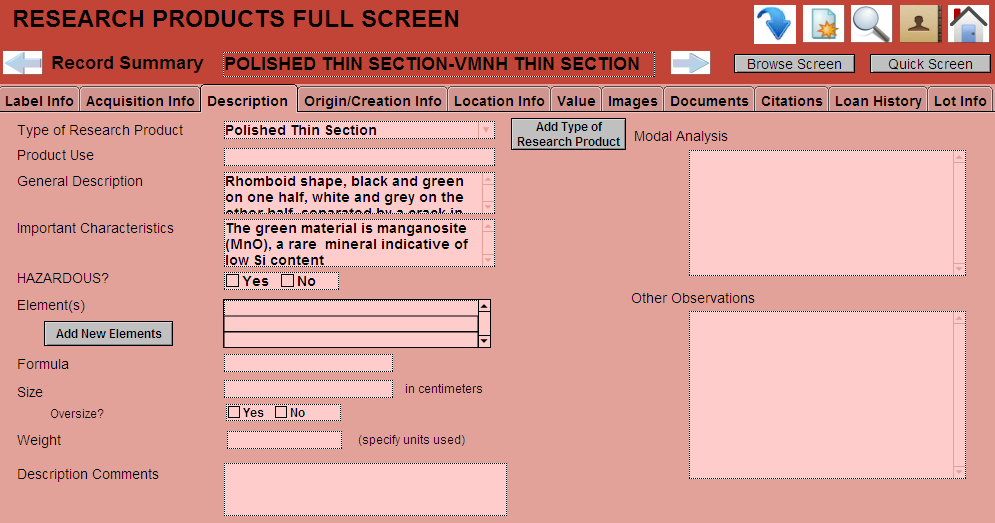 RESEARCH PRODUCTS FULL SCREEN
Record Summary POLISHED THIN SECTION-VMNH THIN SECTION Browse Screen Quick Screen
Label Info Acquisition Info Description Origin/Creation Info Location Info Value Images Documents Citations Loan History Lot Info
Type of Research Product Polished Thin Section
Add Type of
Research Product
Modal Analysis
Product Use
General Description Rhomboid shape, black and green
on one half, white and grey on the
other half, separated by a crack in
Important Characteristics The green material is manganosite
(MnO), a rare mineral indicative of
low Si content
HAZARDOUS? Yes No
Other Observations
Element(s)
Add New Elements
Formula
Size in centimeters
Oversize? Yes No
Weight (specify units used)
Description Comments